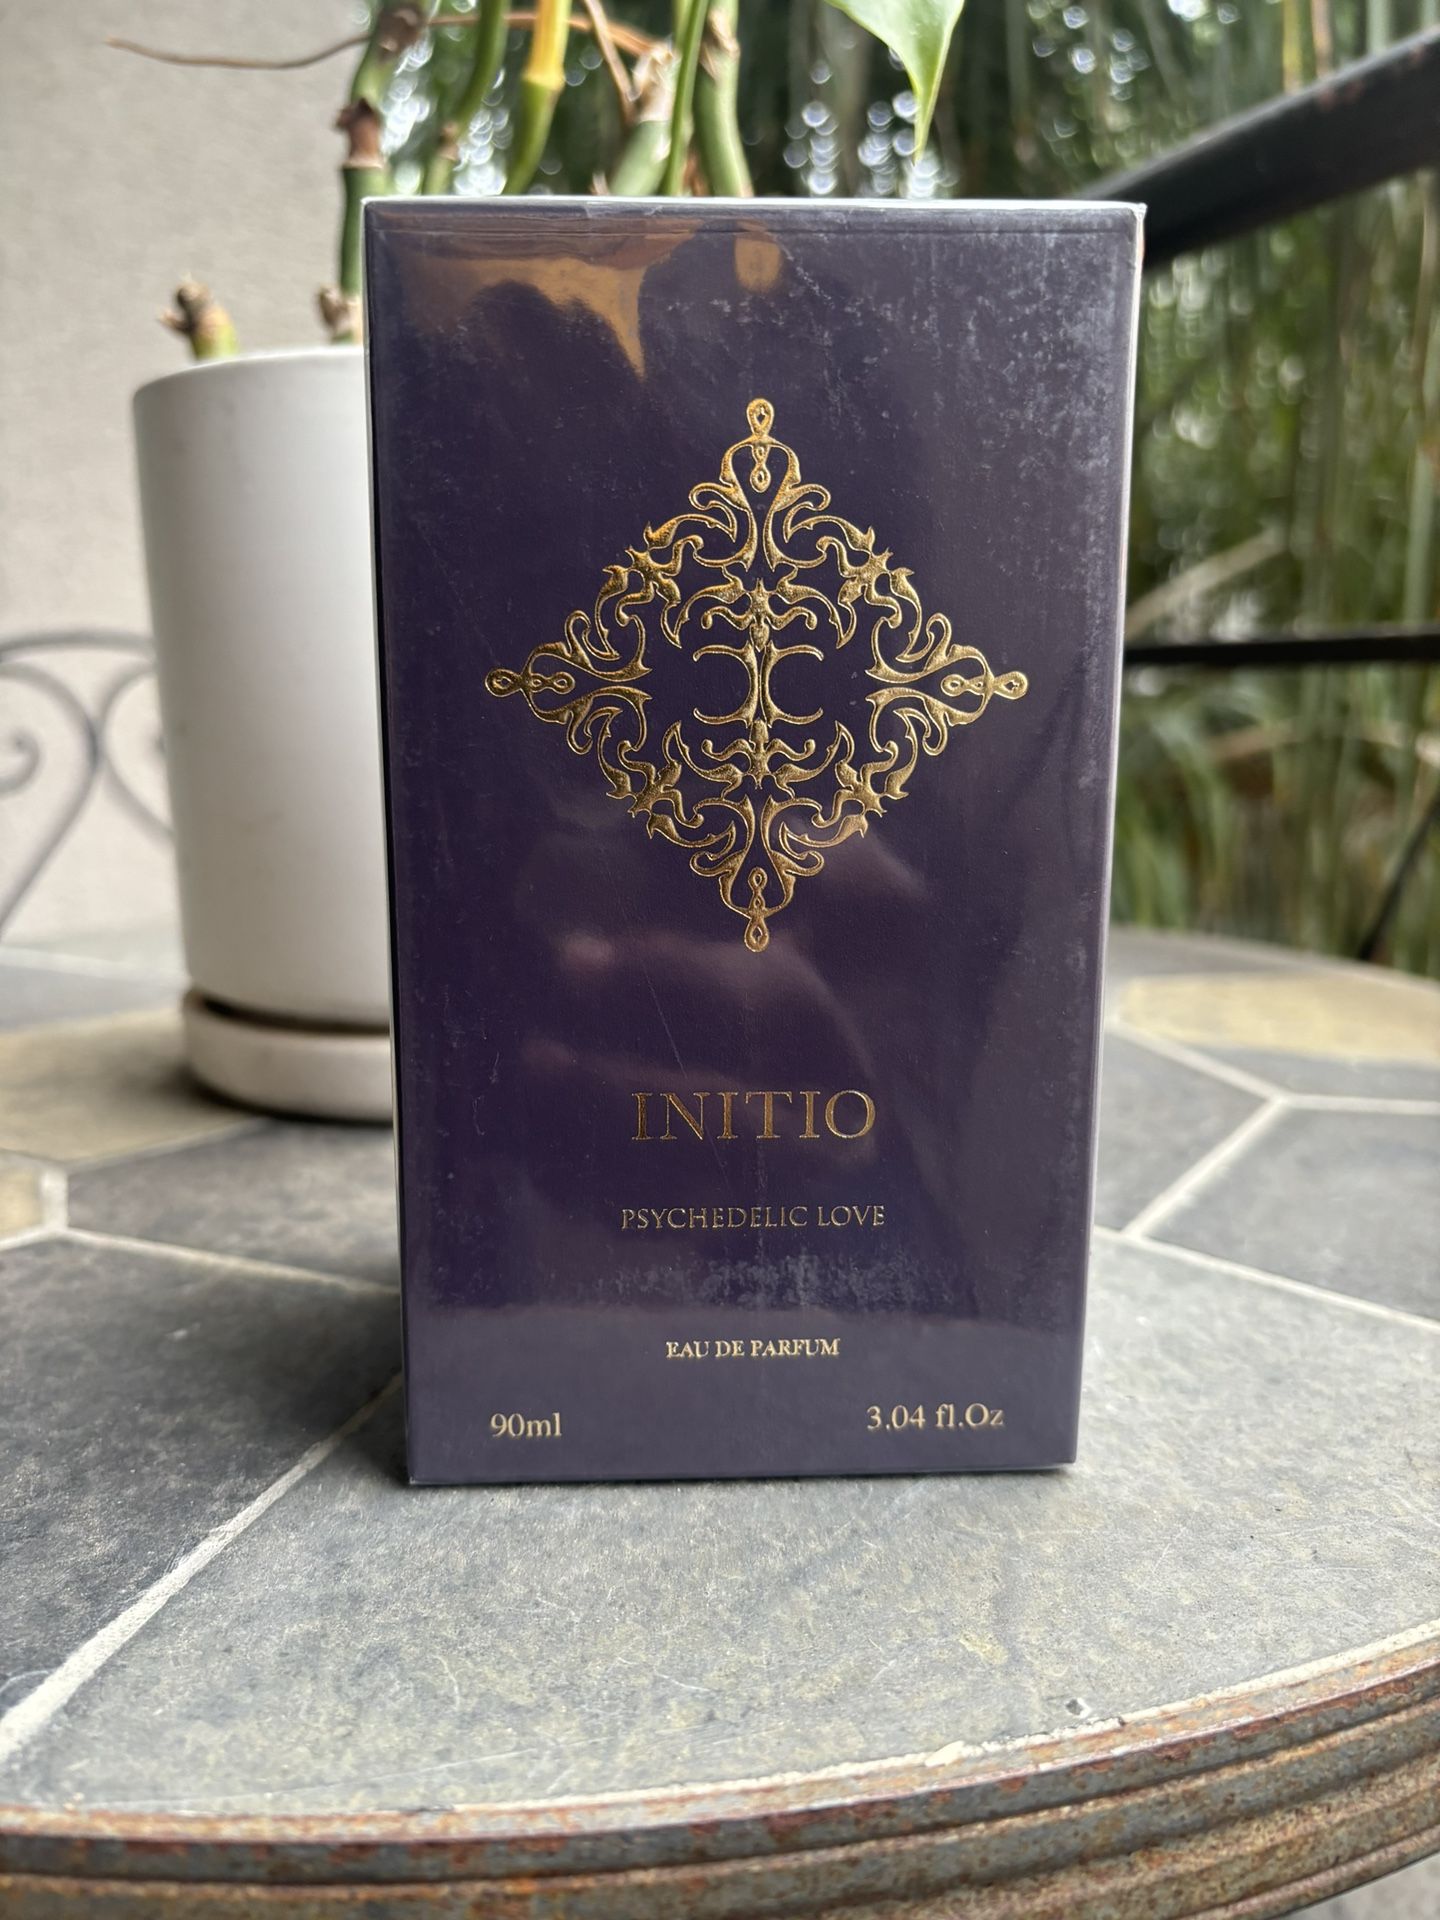 INITIO
PSYCHEDELIC LOVE
EAU DE PARFUM
90ml 3.04 fl.Oz